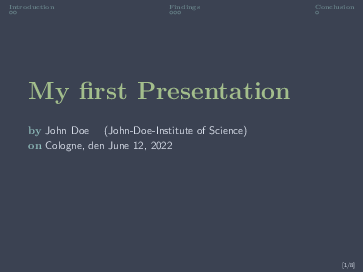 Introduction Findings Conclusion
My first Presentation
by John Doe (John-Doe-Institute of Science)
on Cologne, den June 12, 2022
[1/8]